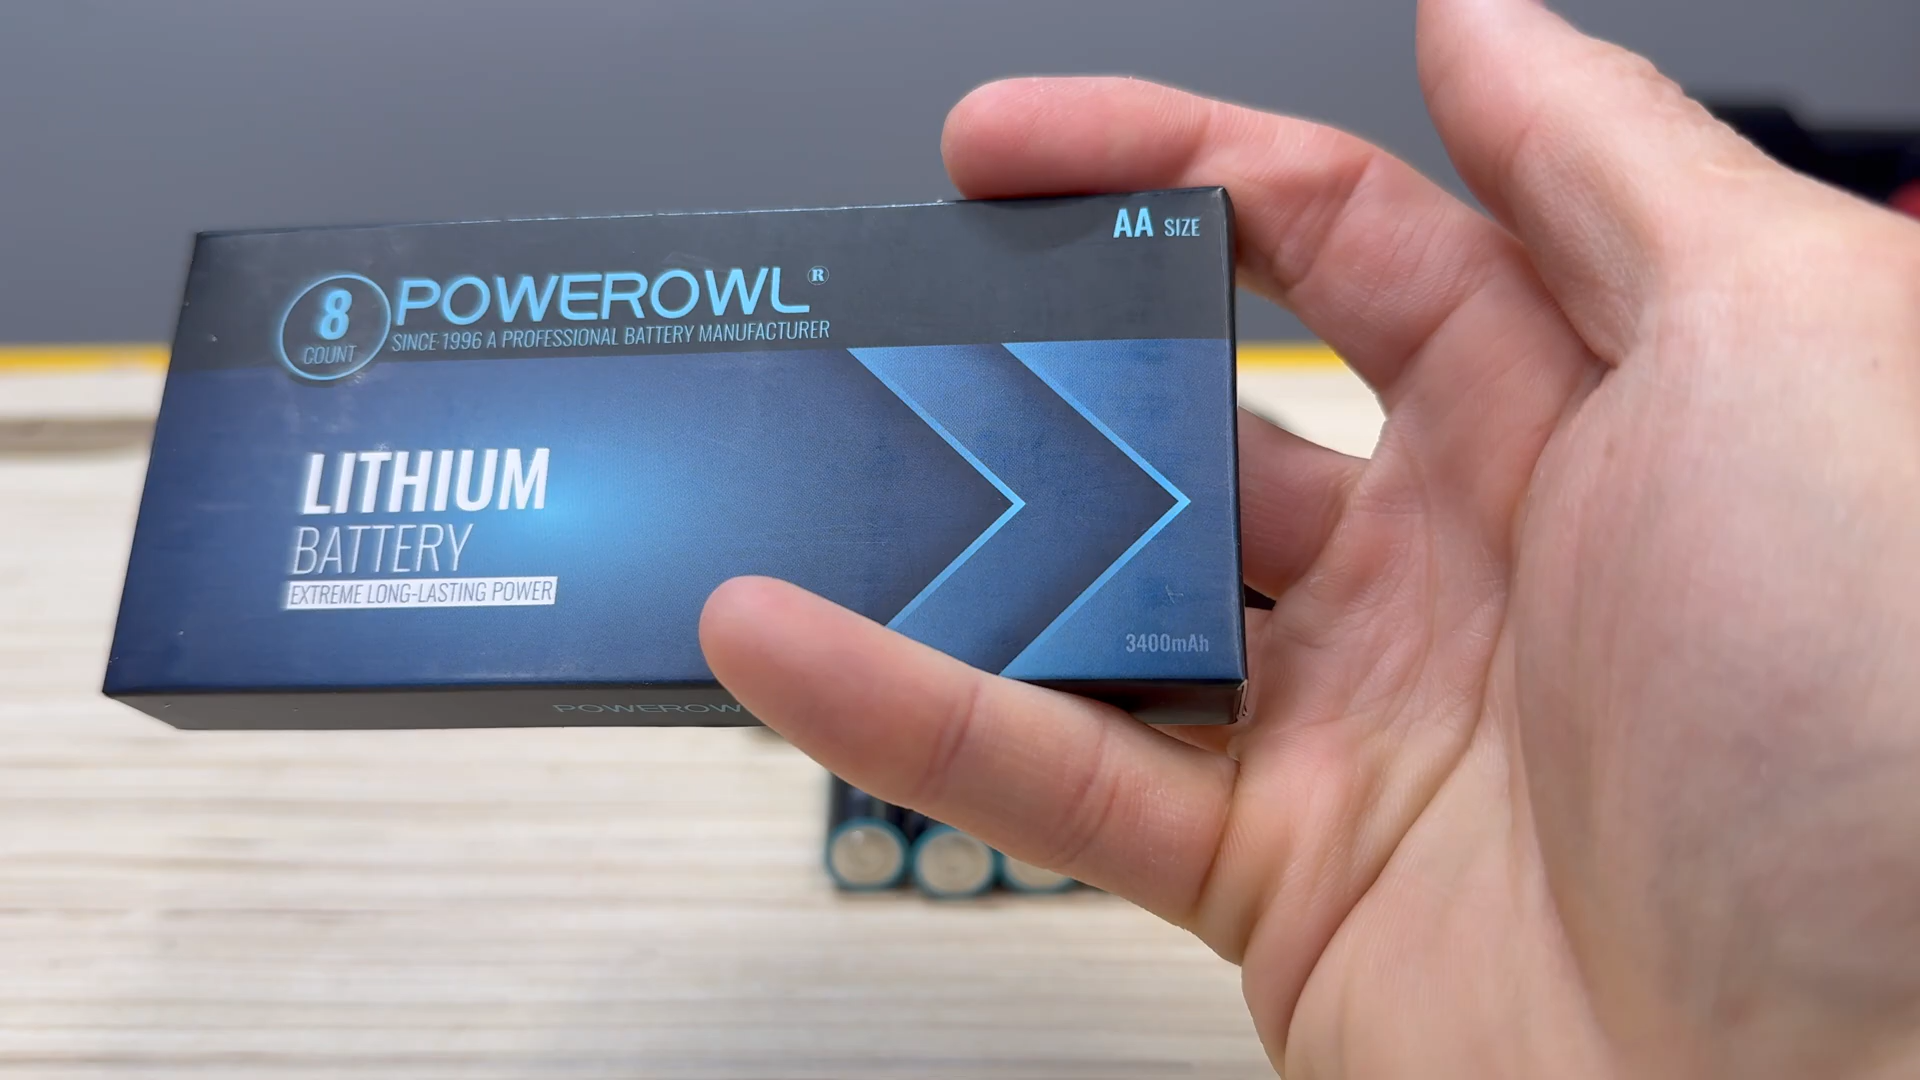 AA SIZE
8
COUNT
POWEROWL®
SINCE 1996 A PROFESSIONAL BATTERY MANUFACTURER
LITHIUM
BATTERY
EXTREME LONG-LASTING POWER
3400mAh
POWEROWL